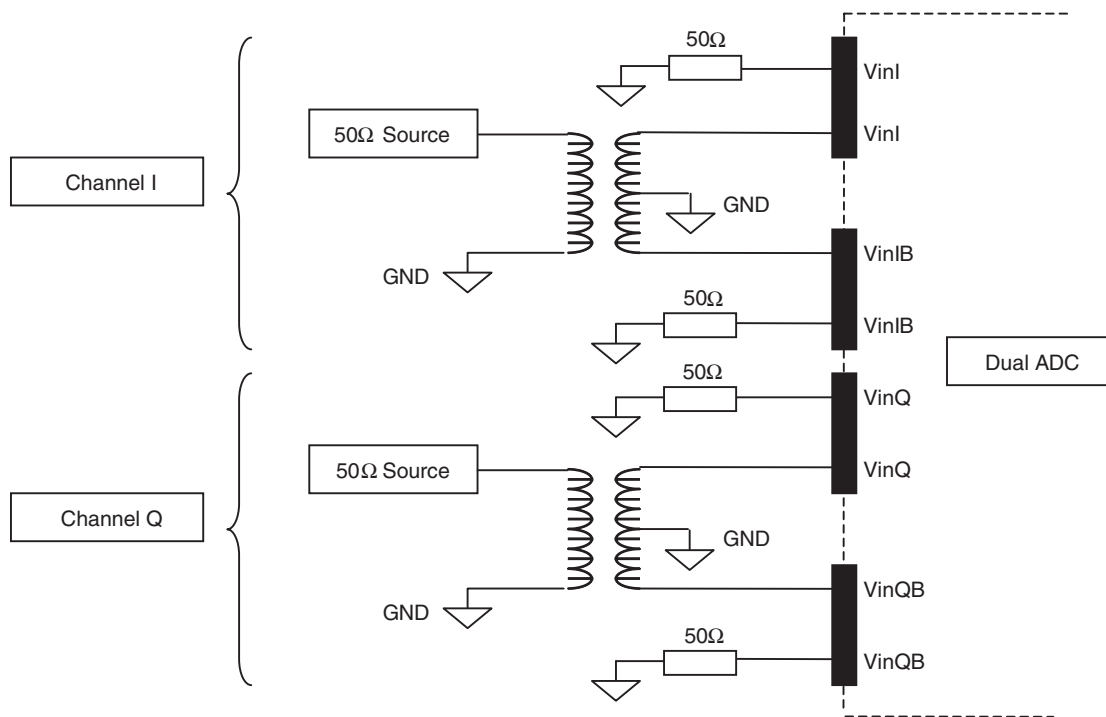 50Ω
VinI
50Ω Source
VinI
Channel I
GND
VinIB
GND
50Ω
VinIB
Dual ADC
50Ω
VinQ
50Ω Source
VinQ
Channel Q
GND
VinQB
GND
50Ω
VinQB